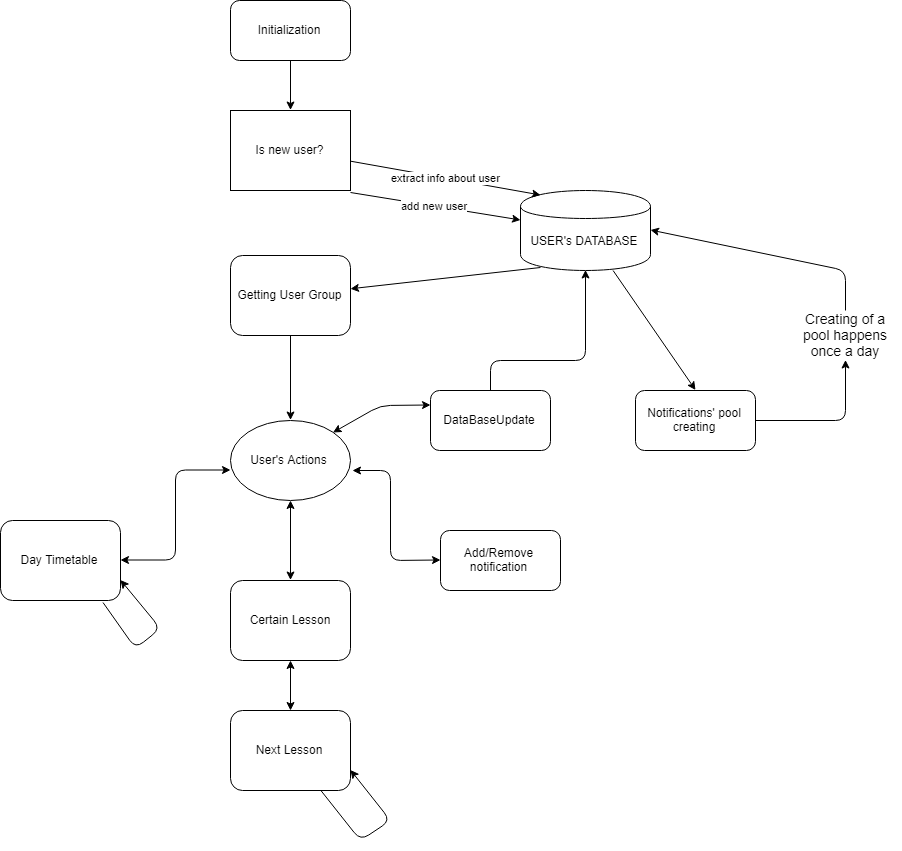 Initialization
Is new user?
extract info about user
add new user
USER's DATABASE
Getting User Group
Creating of a
pool happens
once a day
DataBaseUpdate
Notifications' pool
creating
User's Actions
Day Timetable
Add/Remove
notification
Certain Lesson
Next Lesson